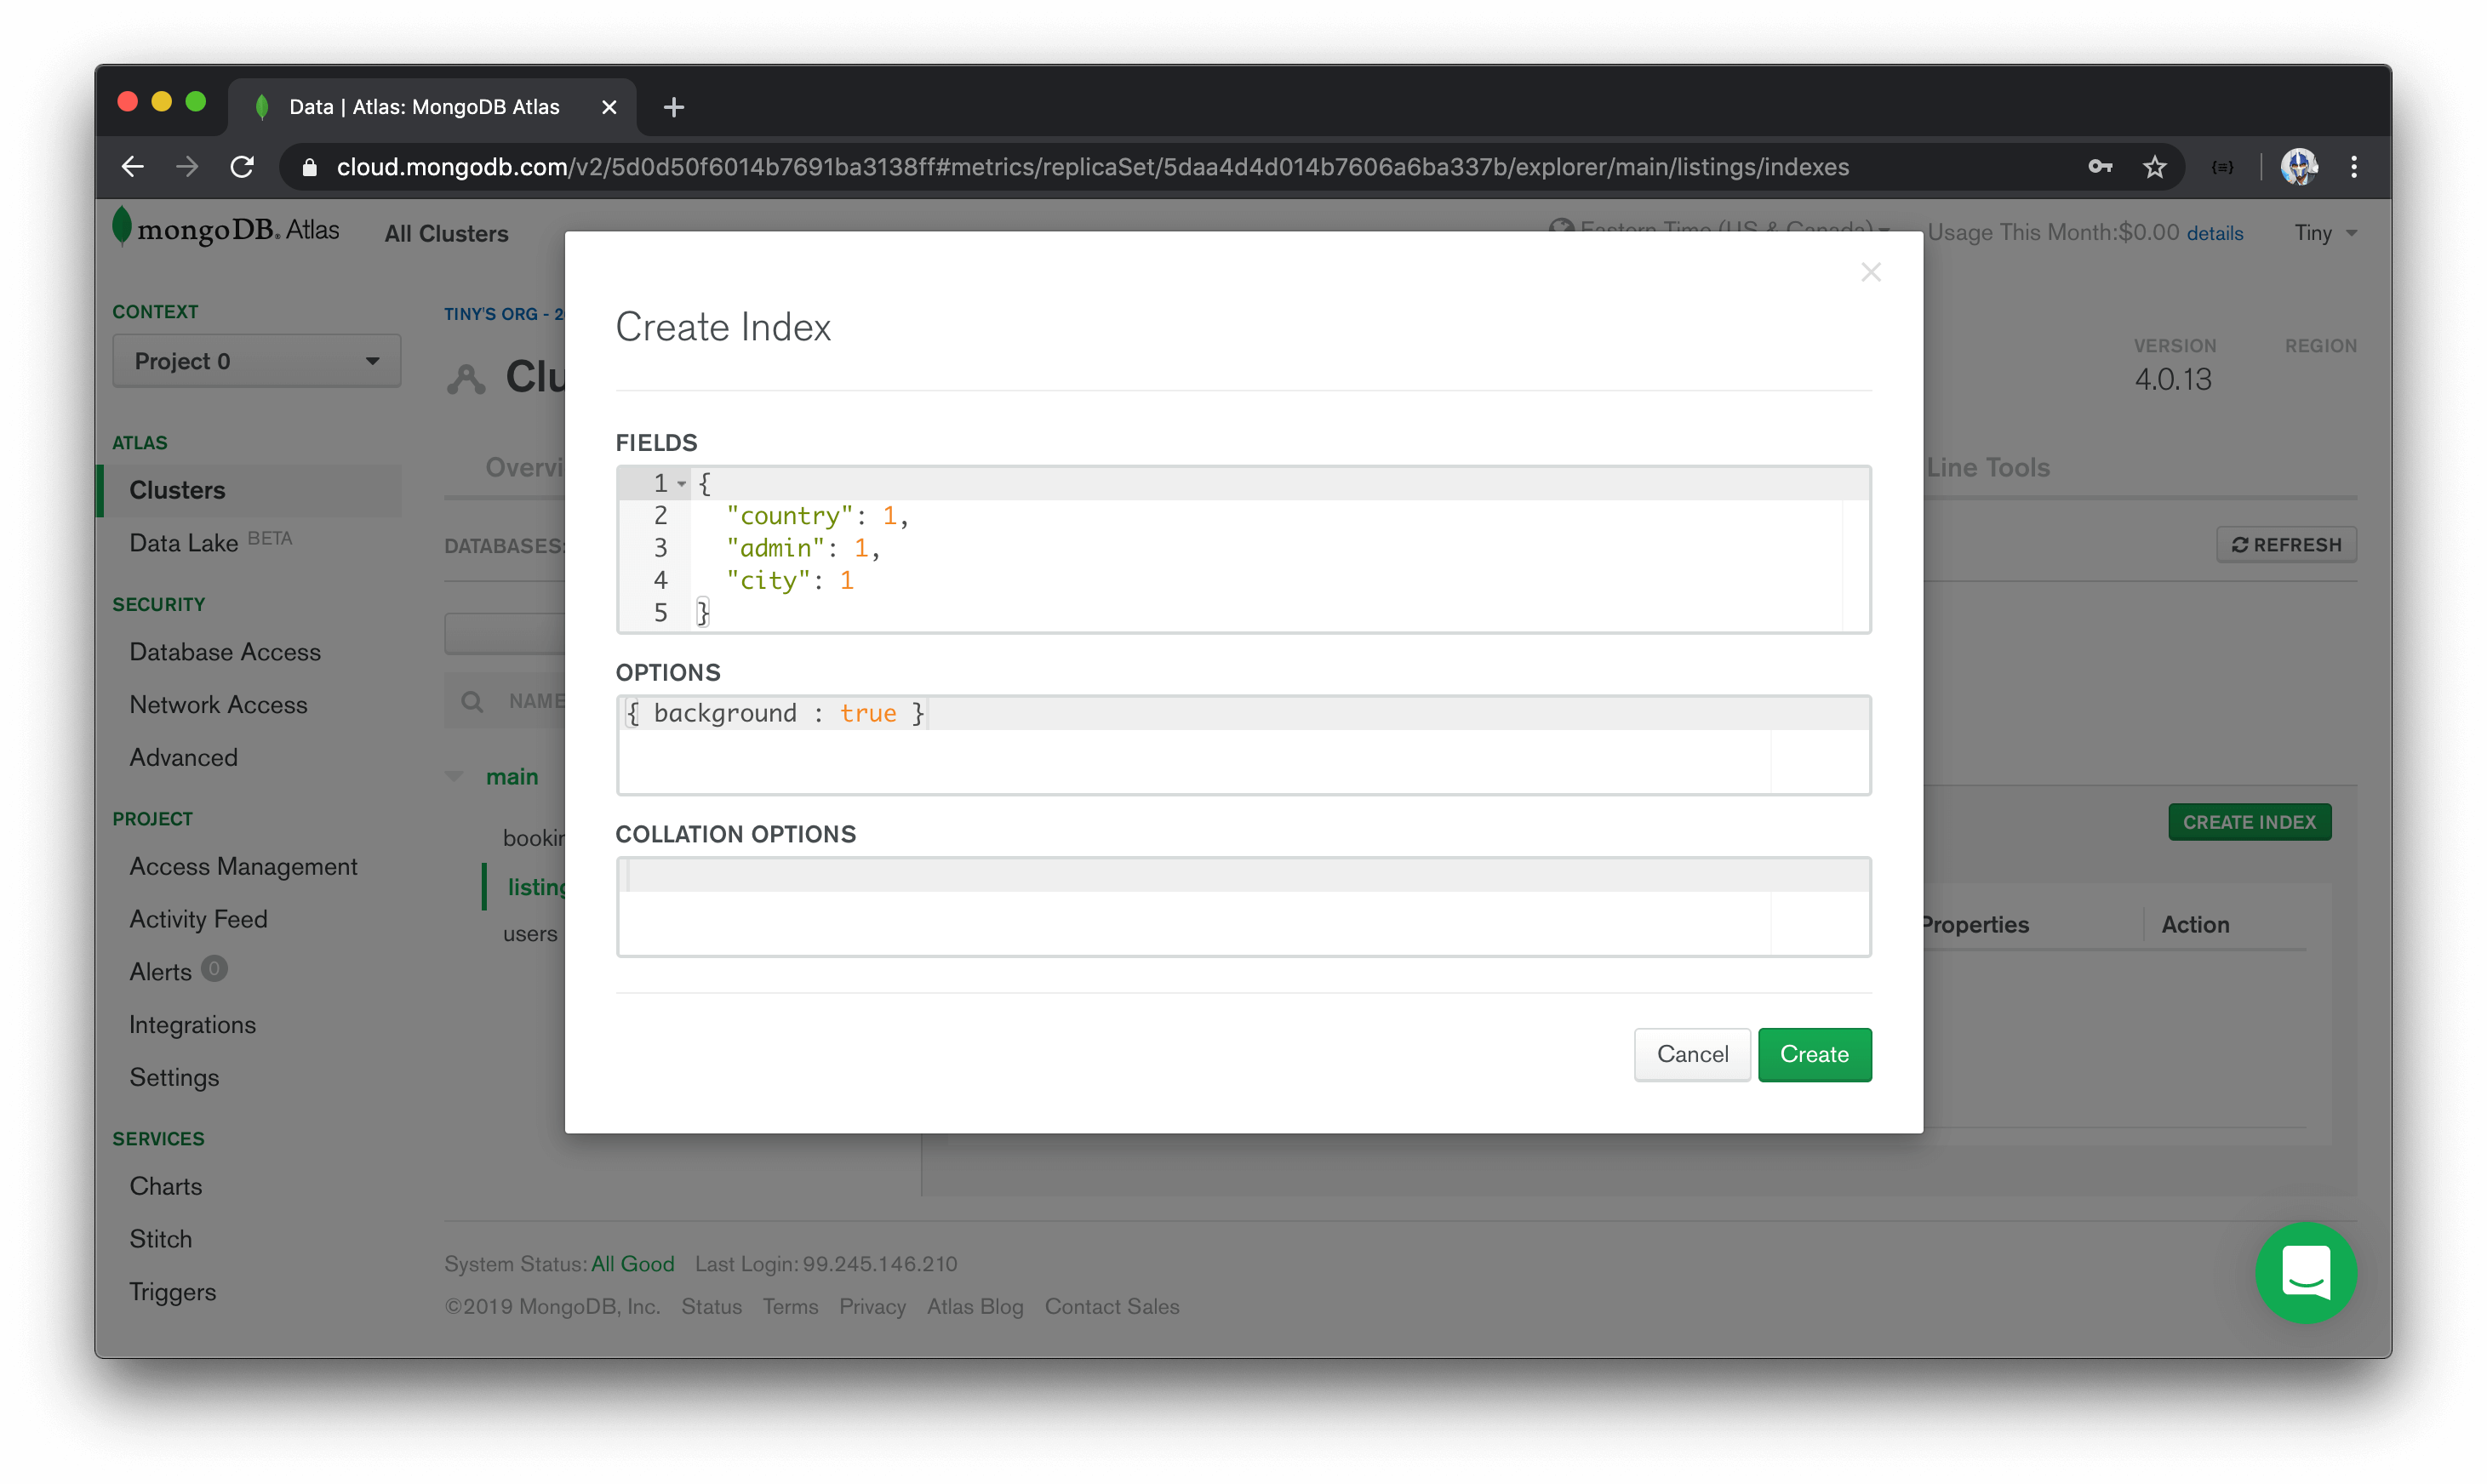 Data | Atlas: MongoDB Atlas
cloud.mongodb.com/v2/5d0d50f6014b7691ba3138ff#metrics/replicaSet/5daa4d4d014b7606a6ba337b/explorer/main/listings/indexes
mongoDB. Atlas
All Clusters
Eastern Time (US & Canada)
Usage This Month:$0.00 details
Tiny
CONTEXT
Project 0
ATLAS
Clusters
Data Lake BETA
SECURITY
Database Access
Network Access
Advanced
PROJECT
Access Management
Activity Feed
Alerts 0
Integrations
Settings
SERVICES
Charts
Stitch
Triggers
TINY'S ORG - 2
Clu
VERSION
4.0.13
REGION
Overvi
Line Tools
DATABASES:
REFRESH
NAME
main
bookin
listing
users
CREATE INDEX
Properties
Action
Create Index
FIELDS
1 {
2 "country": 1,
3 "admin": 1,
4 "city": 1
5 }
OPTIONS
{ background : true }
COLLATION OPTIONS
Cancel
Create
System Status: All Good Last Login: 99.245.146.210
©2019 MongoDB, Inc. Status Terms Privacy Atlas Blog Contact Sales